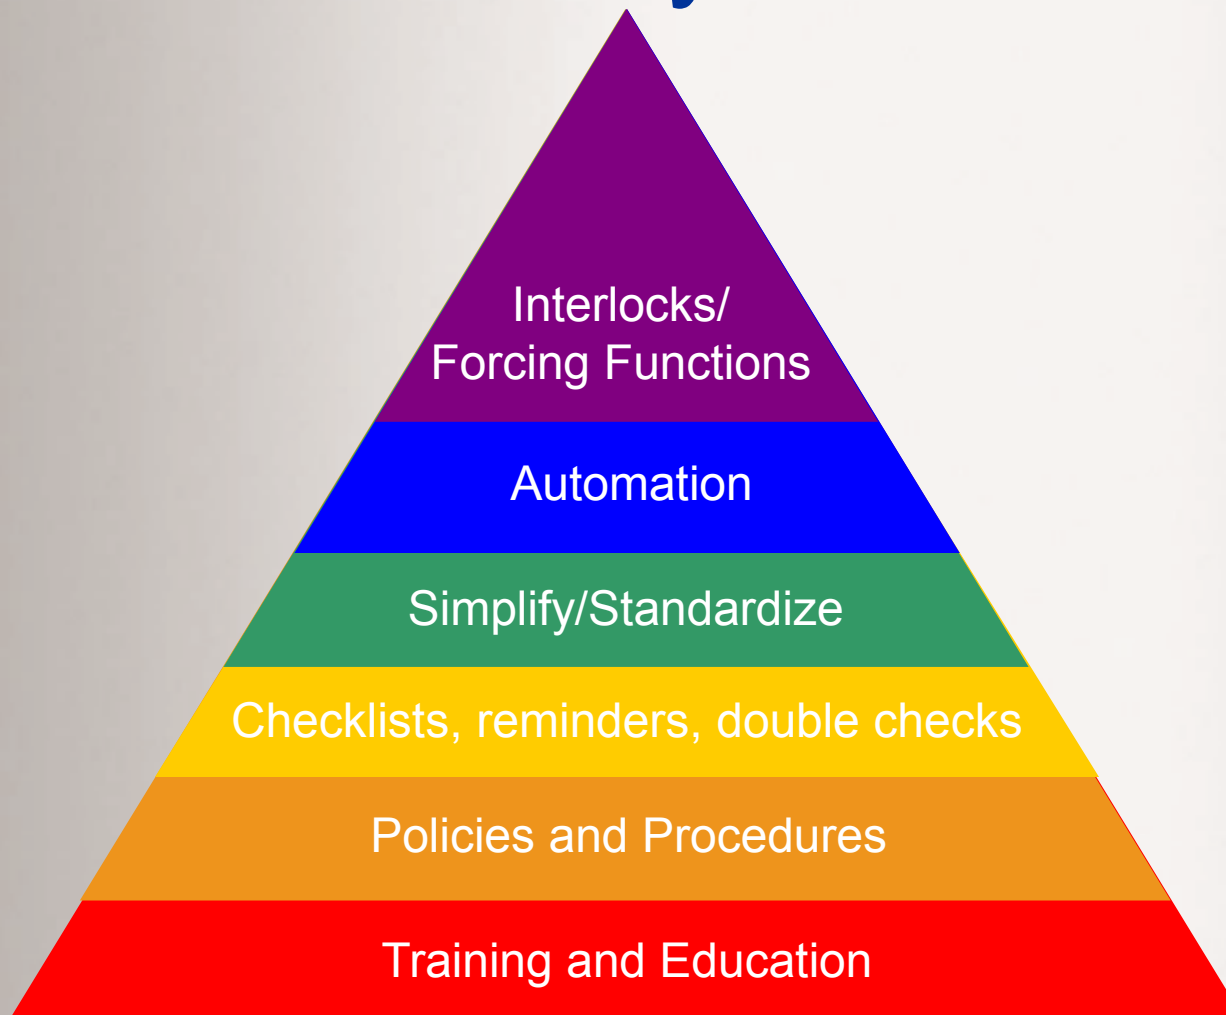 Interlocks/
Forcing Functions
Automation
Simplify/Standardize
Checklists, reminders, double checks
Policies and Procedures
Training and Education